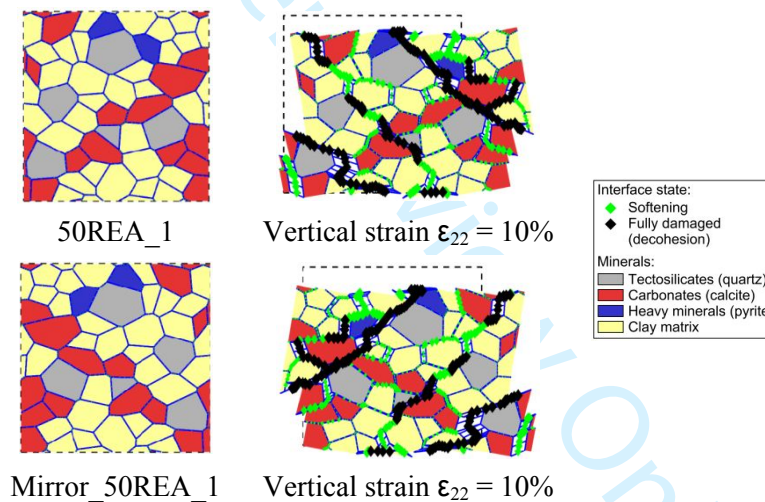 50REA_1
Vertical strain ε₂₂ = 10%
Interface state:
Softening
Fully damaged
(decohesion)
Minerals:
Tectosilicates (quartz)
Carbonates (calcite)
Heavy minerals (pyrite
Clay matrix
Mirror_50REA_1
Vertical strain ε₂₂ = 10%